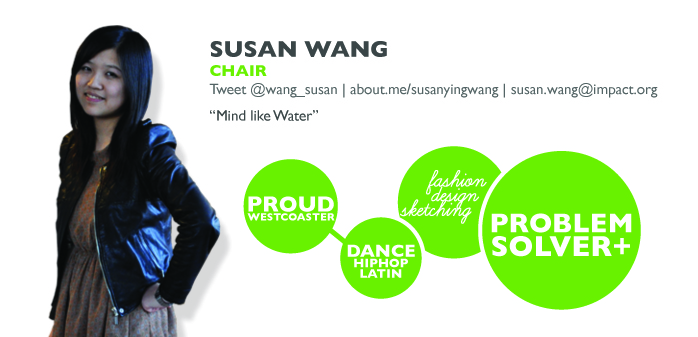 SUSAN WANG
CHAIR
Tweet @wang_susan | about.me/susanyingwang | susan.wang@impact.org
“Mind like Water”
PROUD
WESTCOASTER
DANCE
HIPHOP
LATIN
fashion
design
sketching
PROBLEM
SOLVER+